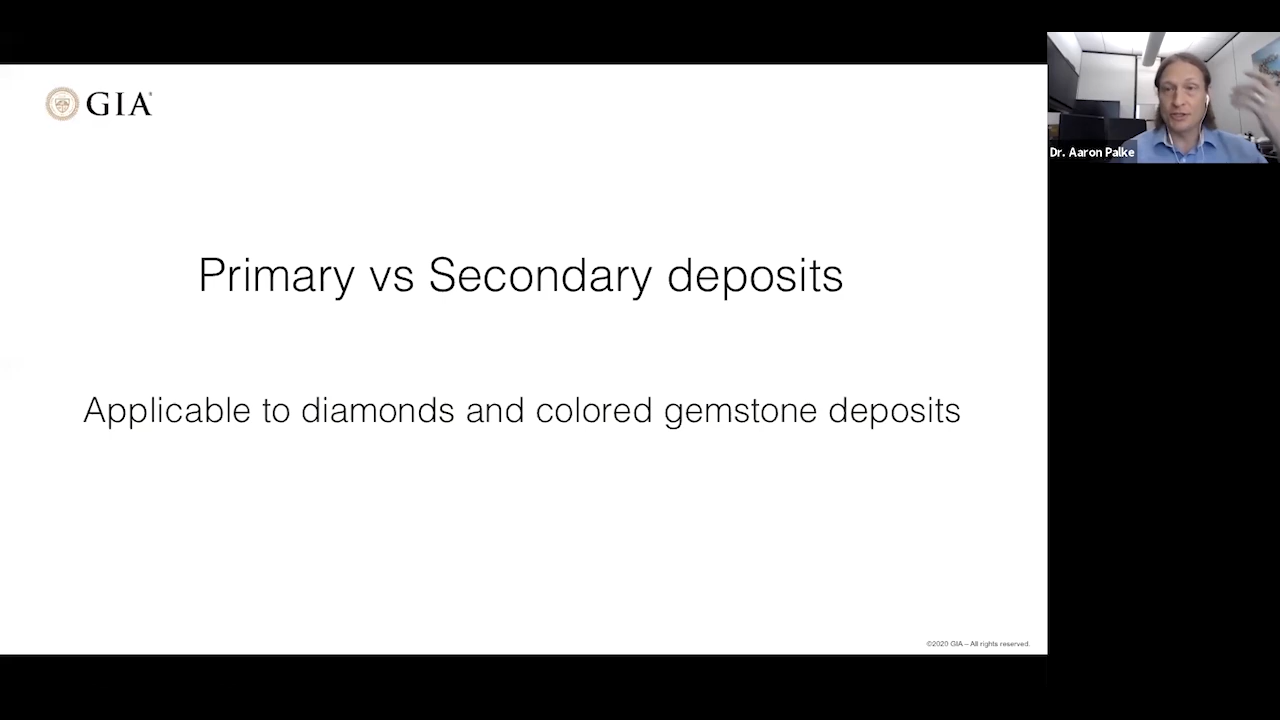 GIA®
Dr. Aaron Palke
Primary vs Secondary deposits
Applicable to diamonds and colored gemstone deposits
©2020 GIA – All rights reserved.